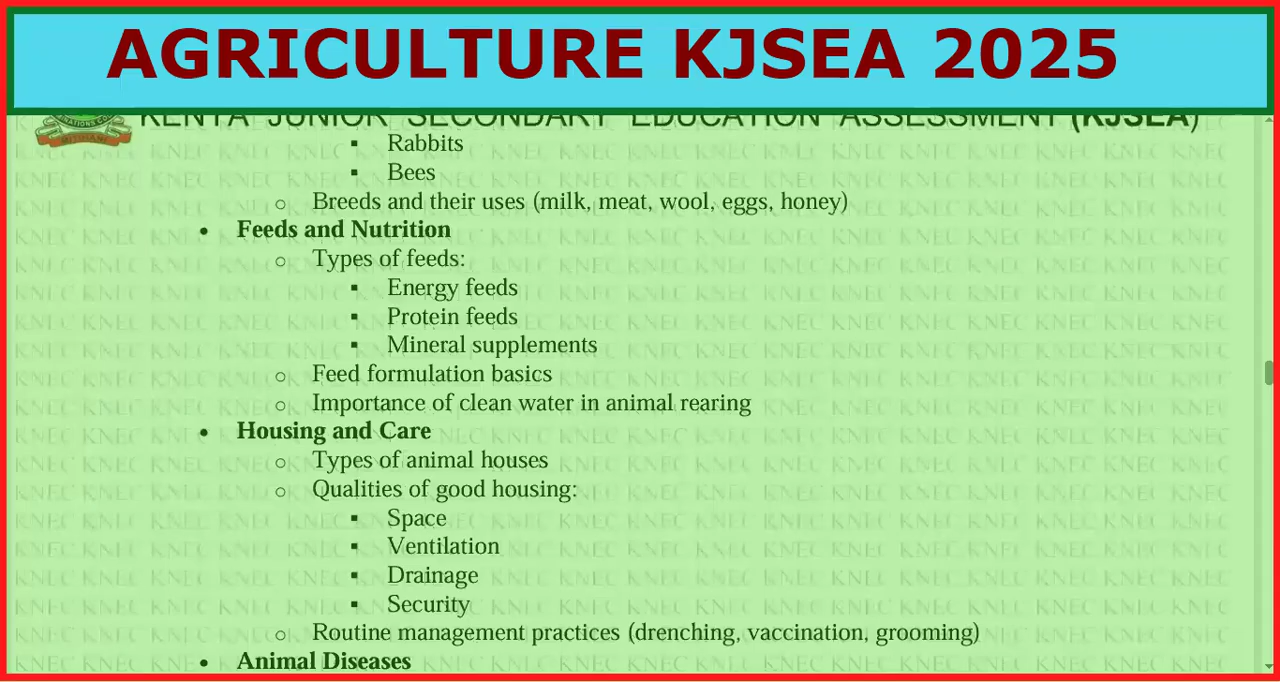 AGRICULTURE KJSEA 2025
KENYA JUNIOR SECONDARY EDUCATION ASSESSMENT (KJSEA)
▪ Rabbits
▪ Bees
o Breeds and their uses (milk, meat, wool, eggs, honey)
• Feeds and Nutrition
o Types of feeds:
▪ Energy feeds
▪ Protein feeds
▪ Mineral supplements
o Feed formulation basics
o Importance of clean water in animal rearing
• Housing and Care
o Types of animal houses
o Qualities of good housing:
▪ Space
▪ Ventilation
▪ Drainage
▪ Security
o Routine management practices (drenching, vaccination, grooming)
• Animal Diseases